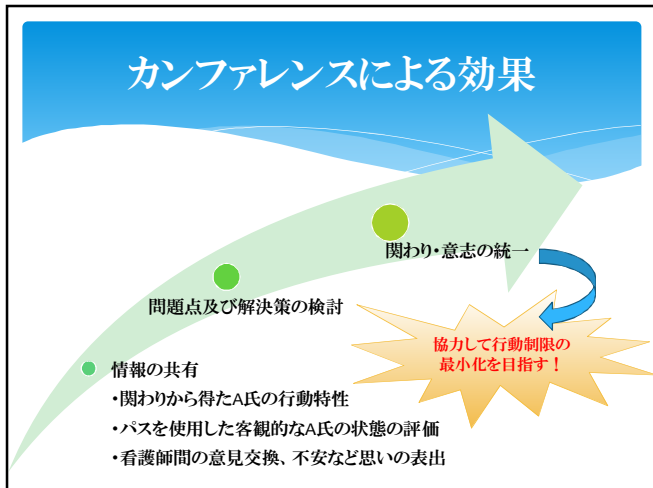 カンファレンスによる効果
関わり・意志の統一
問題点及び解決策の検討
協力して行動制限の
最小化を目指す！
情報の共有
・関わりから得たA氏の行動特性
・パスを使用した客観的なA氏の状態の評価
・看護師間の意見交換、不安など思いの表出